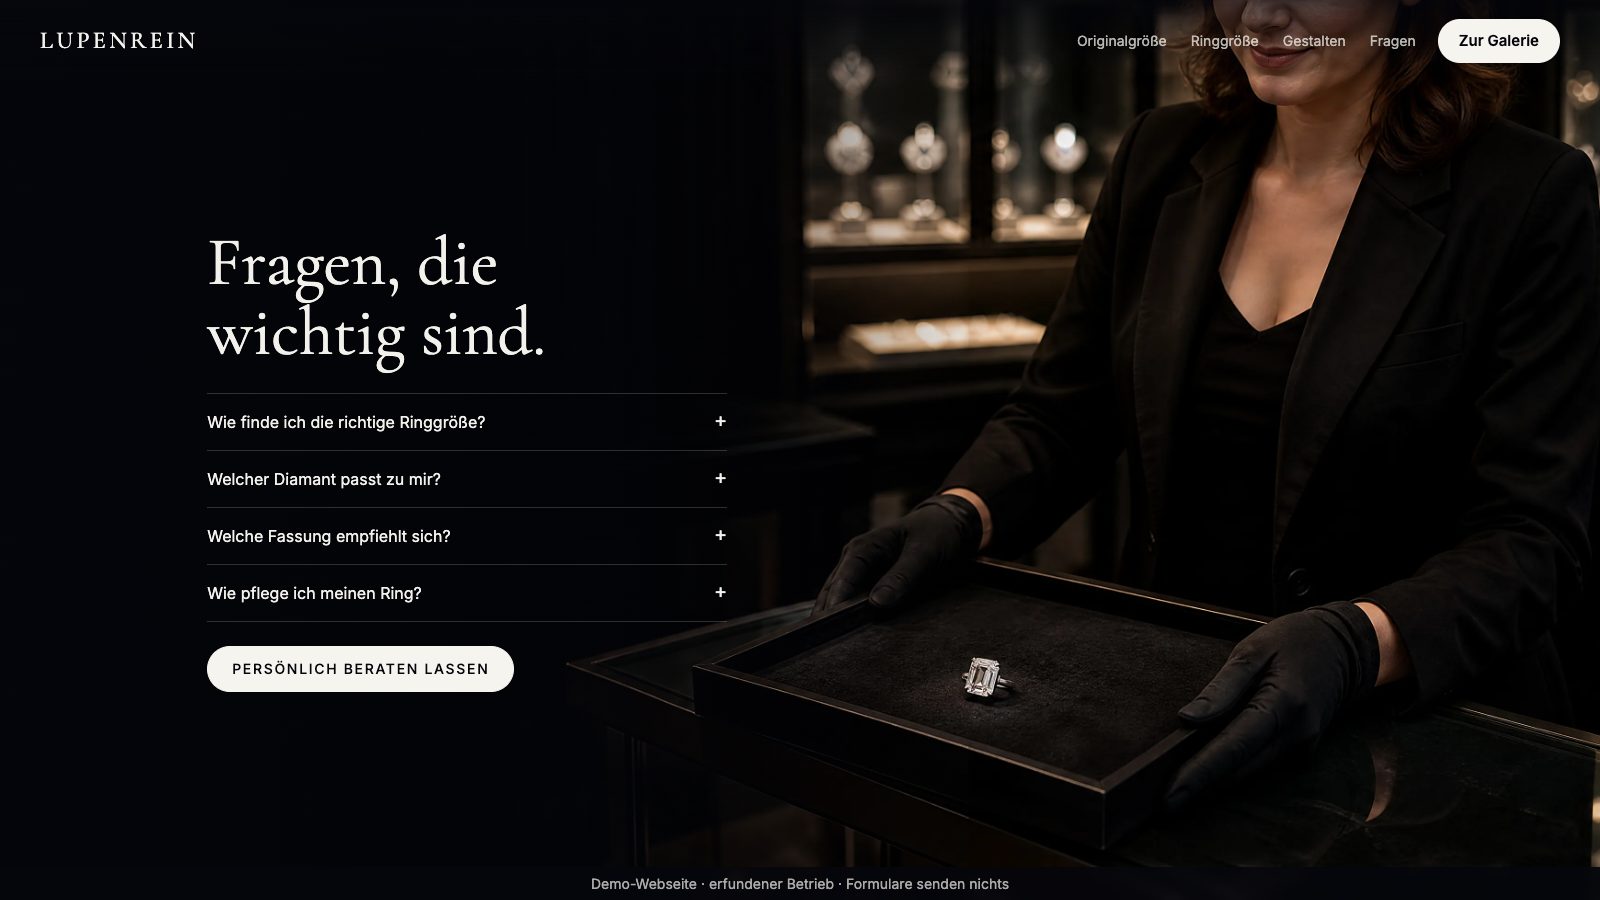 LUPENREIN
Originalgröße
Ringgröße
Gestalten
Fragen
Zur Galerie
Fragen, die
wichtig sind.
Wie finde ich die richtige Ringgröße? +
Welcher Diamant passt zu mir? +
Welche Fassung empfiehlt sich? +
Wie pflege ich meinen Ring? +
PERSÖNLICH BERATEN LASSEN
Demo-Webseite · erfundener Betrieb · Formulare senden nichts